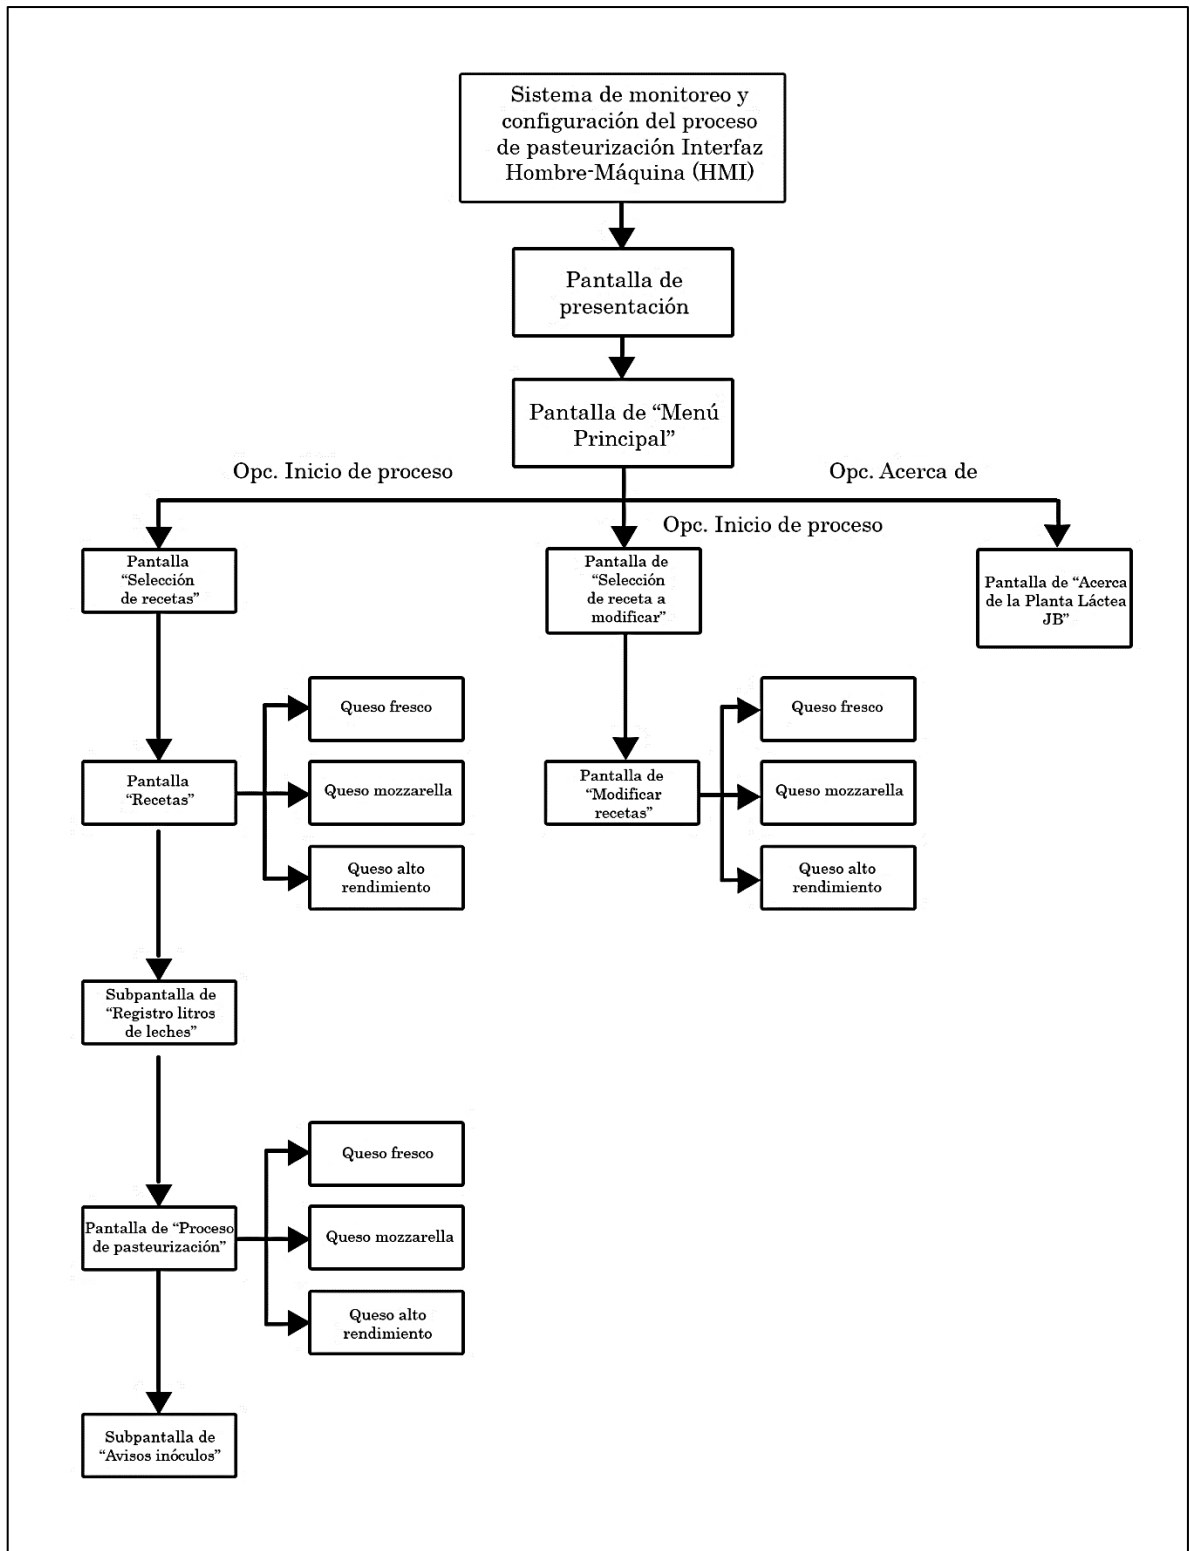 Sistema de monitoreo y
configuración del proceso
de pasteurización Interfaz
Hombre-Máquina (HMI)
Pantalla de
presentación
Pantalla de “Menú
Principal”
Opc. Inicio de proceso
Opc. Acerca de
Opc. Inicio de proceso
Pantalla
“Selección
de recetas”
Pantalla de
“Selección
de receta a
modificar”
Pantalla de “Acerca
de la Planta Láctea
JB”
Queso fresco
Queso fresco
Pantalla
“Recetas”
Queso mozzarella
Pantalla de
“Modificar
recetas”
Queso mozzarella
Queso alto
rendimiento
Queso alto
rendimiento
Subpantalla de
“Registro litros
de leches”
Queso fresco
Pantalla de “Proceso
de pasteurización”
Queso mozzarella
Queso alto
rendimiento
Subpantalla de
“Avisos inóculos”